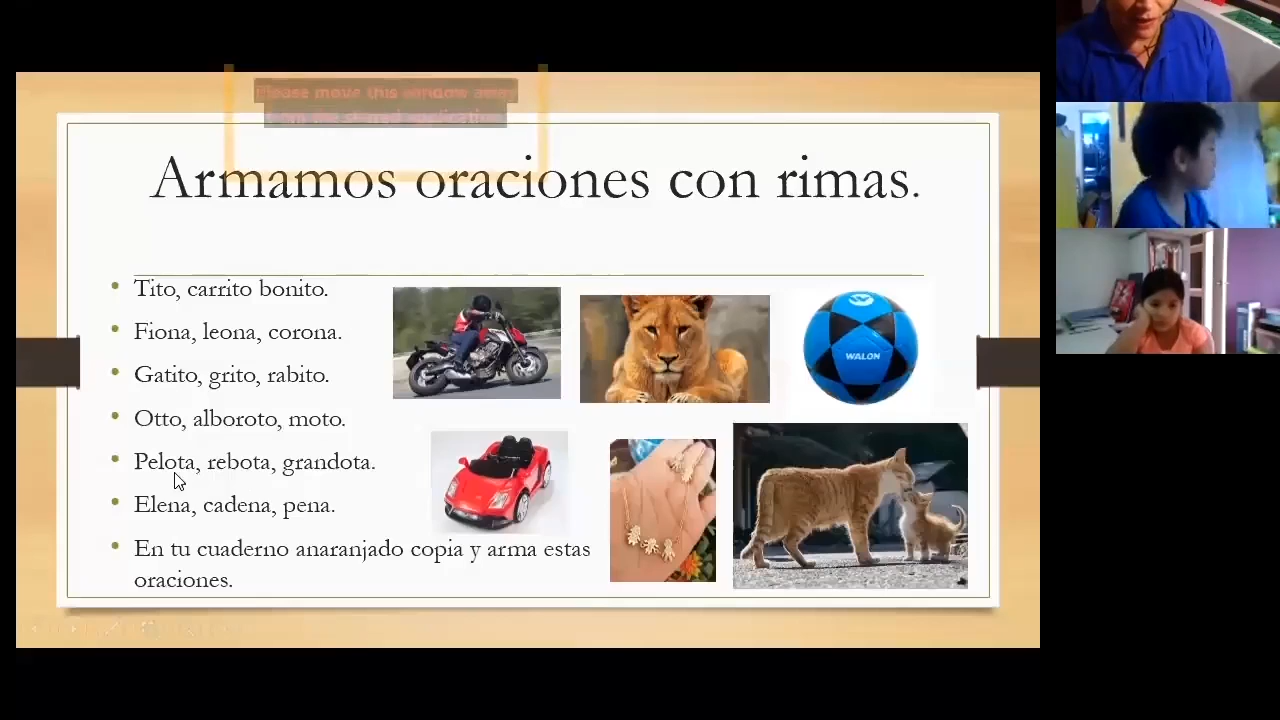 Please move this window away
from the shared application
Armamos oraciones con rimas.
Tito, carrito bonito.
Fiona, leona, corona.
Gatito, grito, rabito.
Otto, alboroto, moto.
Pelota, rebota, grandota.
Elena, cadena, pena.
En tu cuaderno anaranjado copia y arma estas
oraciones.
WALON